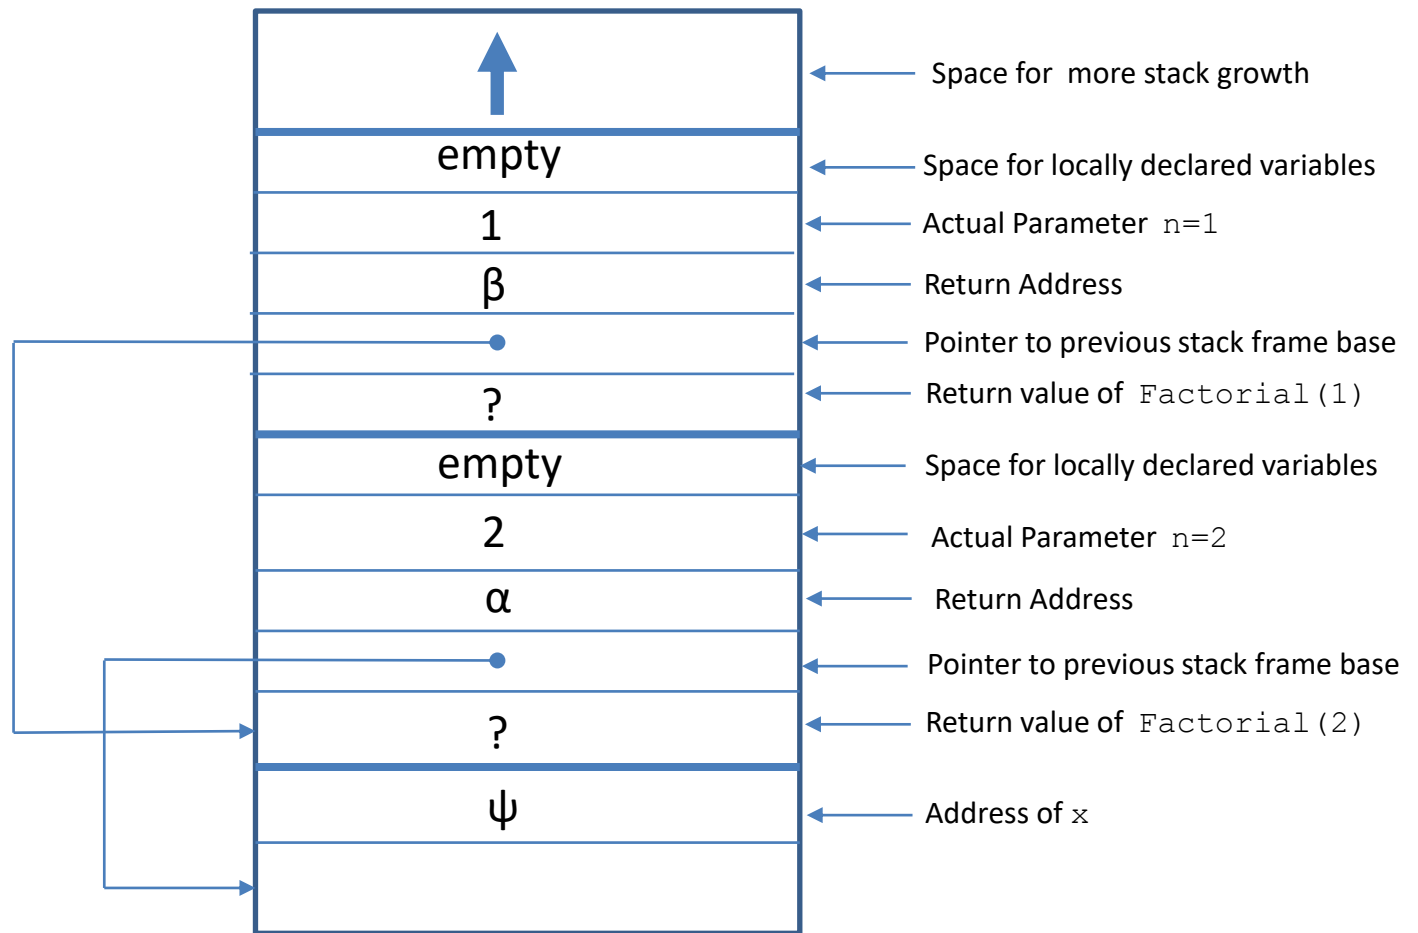 Space for more stack growth
empty
Space for locally declared variables
1
Actual Parameter n=1
β
Return Address
Pointer to previous stack frame base
?
Return value of Factorial(1)
empty
Space for locally declared variables
2
Actual Parameter n=2
α
Return Address
Pointer to previous stack frame base
?
Return value of Factorial(2)
ψ
Address of x